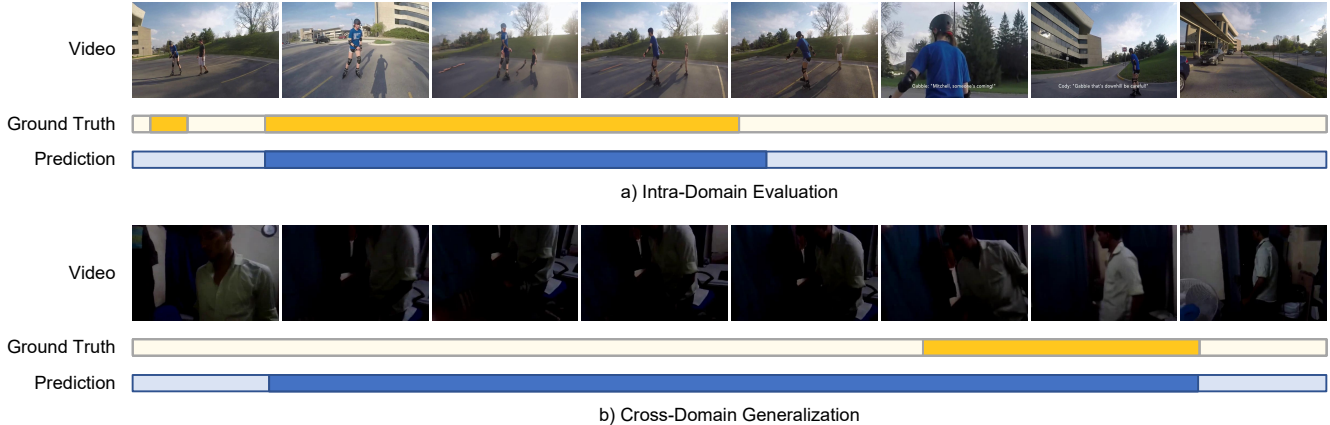 Video
Gabbie: "Mitchell, someone's coming!"
Cody: "Gabbie that's downhill be careful!"
Ground Truth
Prediction
a) Intra-Domain Evaluation
Video
Ground Truth
Prediction
b) Cross-Domain Generalization